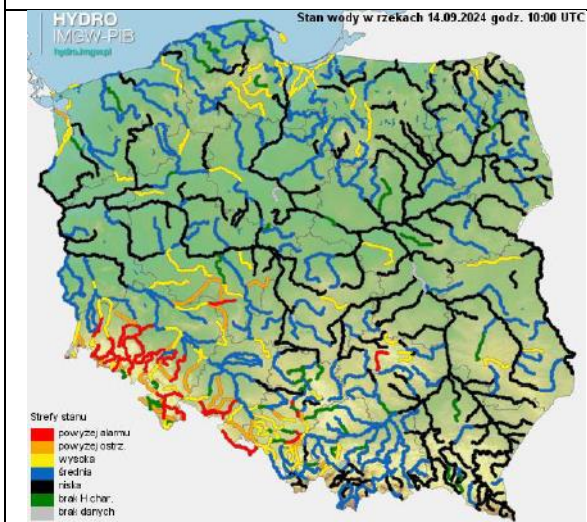 HYDRO
IMGW-PIB
hydro.imgw.pl
Stan wody w rzekach 14.09.2024 godz. 10:00 UTC
Strefy stanu
powyżej alarmu
powyżej ostrz.
wysoka
średnia
niska
brak H char.
brak danych